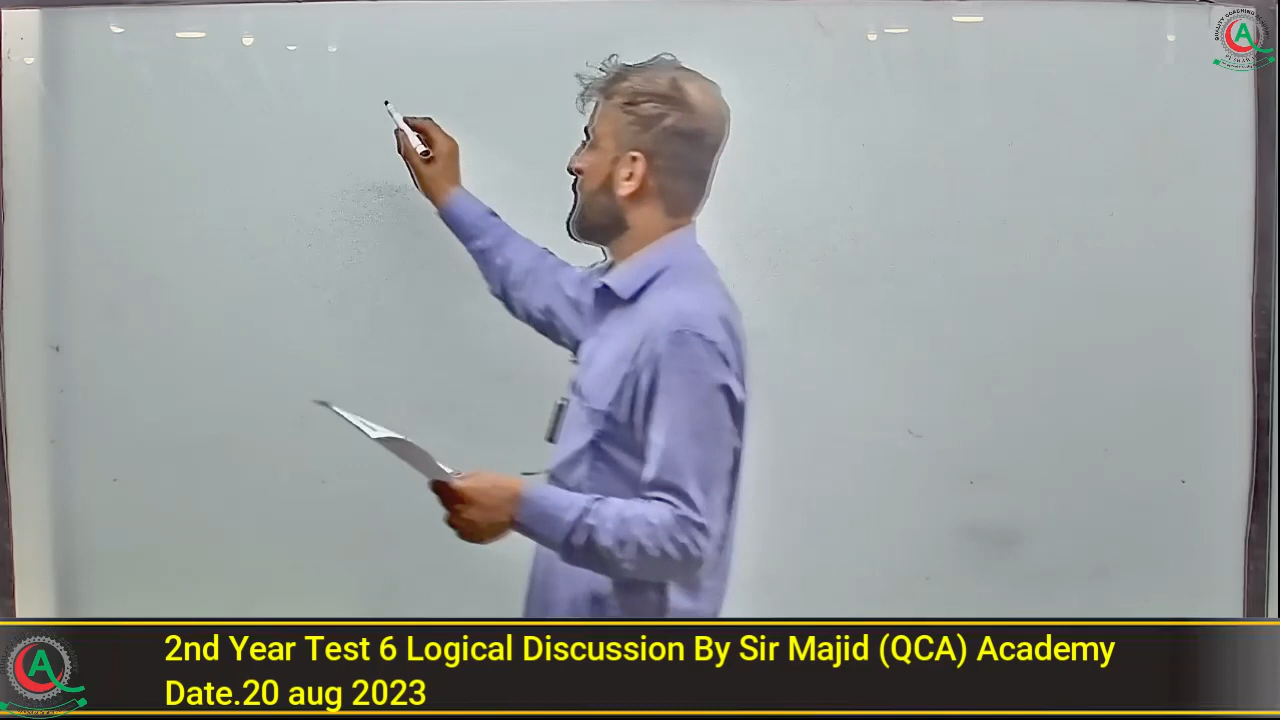 2nd Year Test 6 Logical Discussion By Sir Majid (QCA) Academy
Date.20 aug 2023